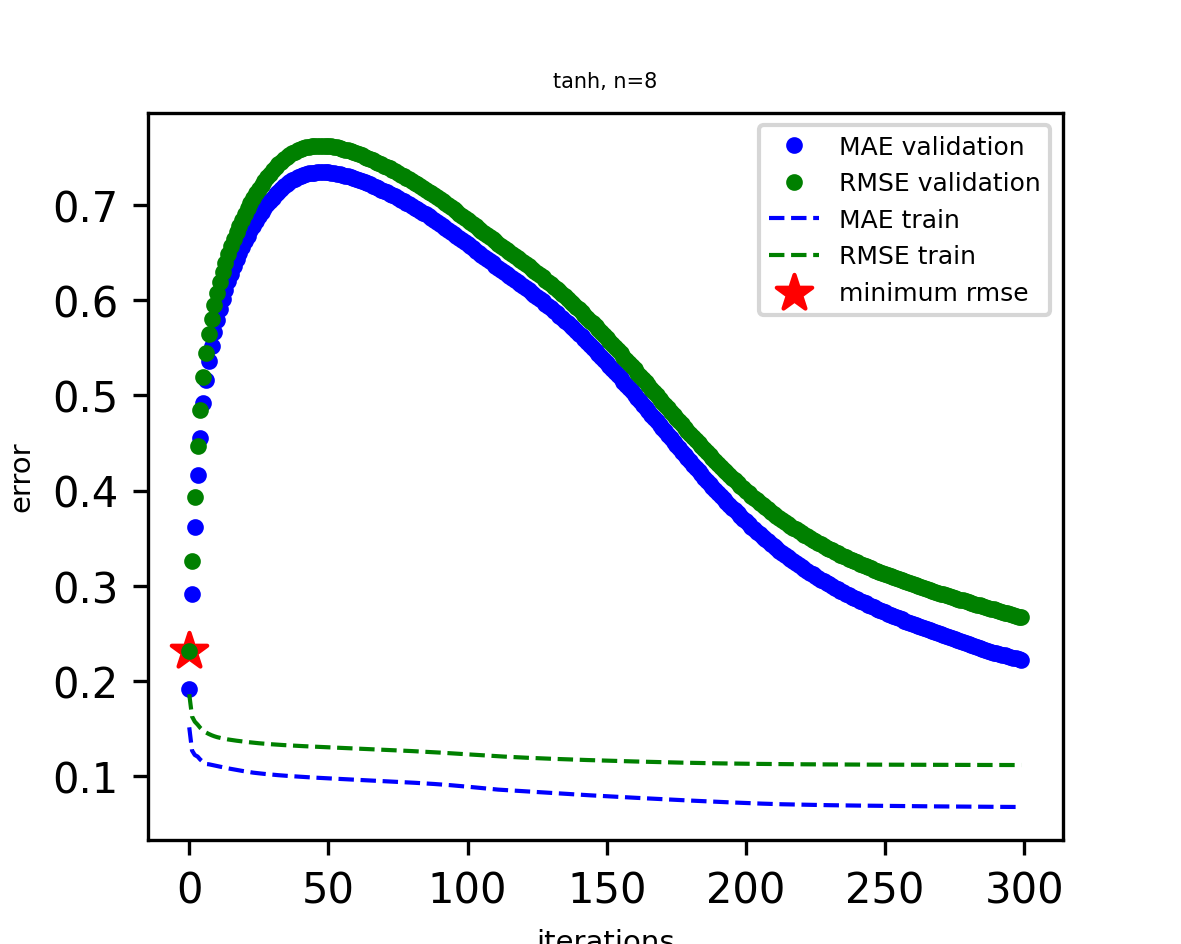 tanh, n=8
MAE validation
RMSE validation
MAE train
RMSE train
minimum rmse
error
0.7
0.6
0.5
0.4
0.3
0.2
0.1
0 50 100 150 200 250 300
iterations